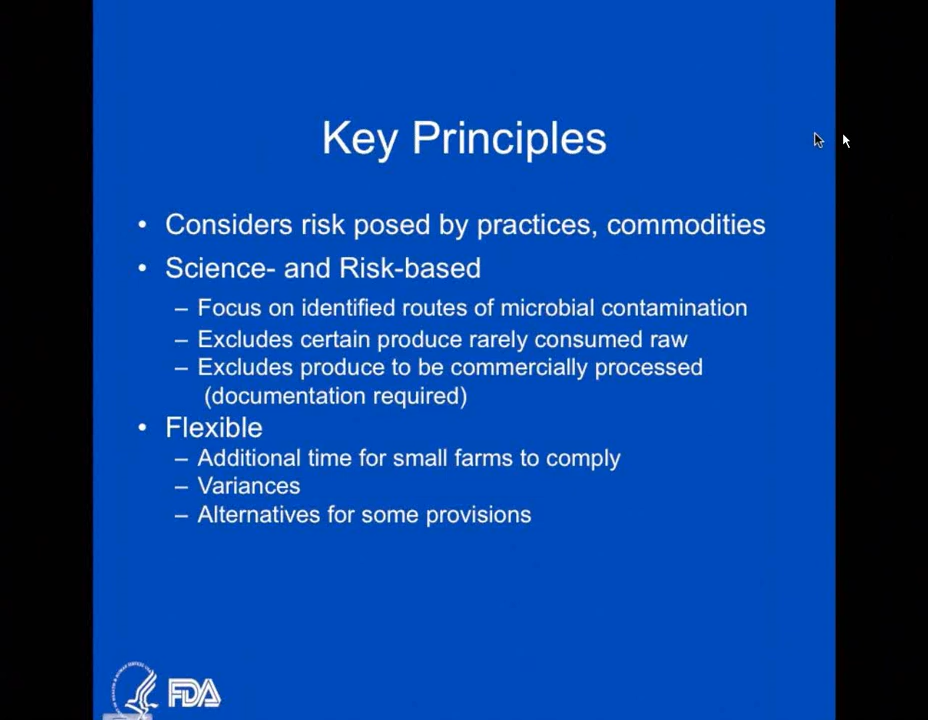 Key Principles
• Considers risk posed by practices, commodities
• Science- and Risk-based
– Focus on identified routes of microbial contamination
– Excludes certain produce rarely consumed raw
– Excludes produce to be commercially processed
(documentation required)
• Flexible
– Additional time for small farms to comply
– Variances
– Alternatives for some provisions
FDA